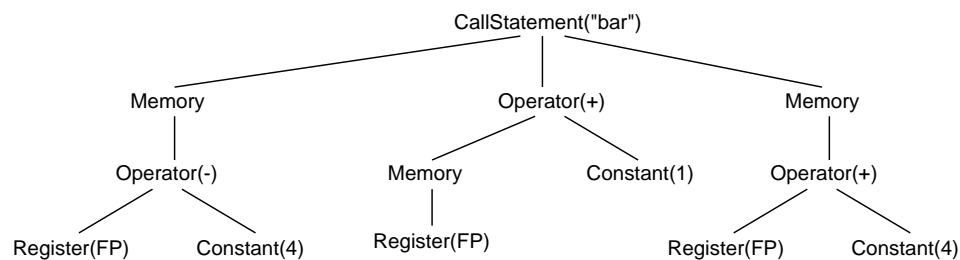 CallStatement("bar")
Memory Operator(+) Memory
Operator(-) Memory Constant(1) Operator(+)
Register(FP) Constant(4) Register(FP) Register(FP) Constant(4)